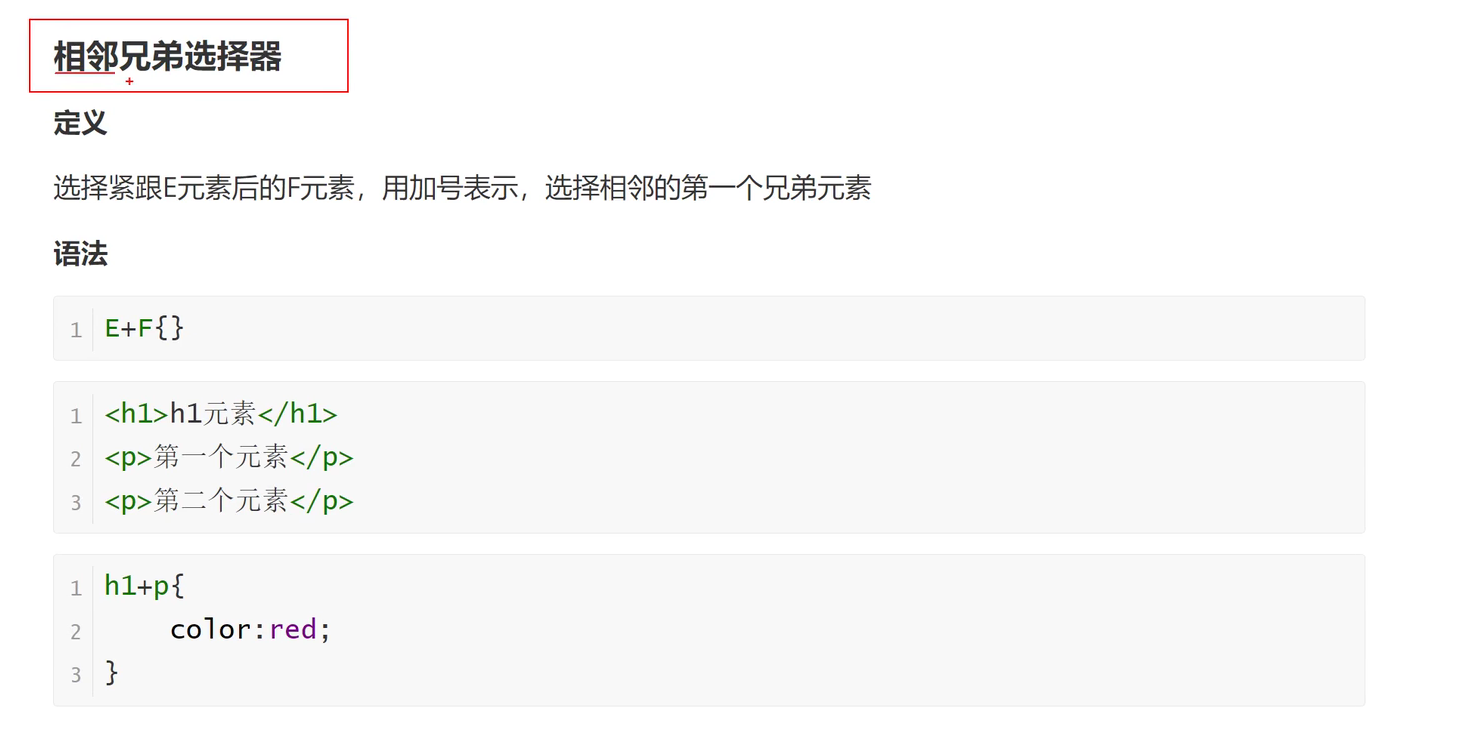 相邻兄弟选择器
定义
选择紧跟E元素后的F元素，用加号表示，选择相邻的第一个兄弟元素
语法
1 E+F{}
1 <h1>h1元素</h1>
2 <p>第一个元素</p>
3 <p>第二个元素</p>
1 h1+p{
2     color:red;
3 }